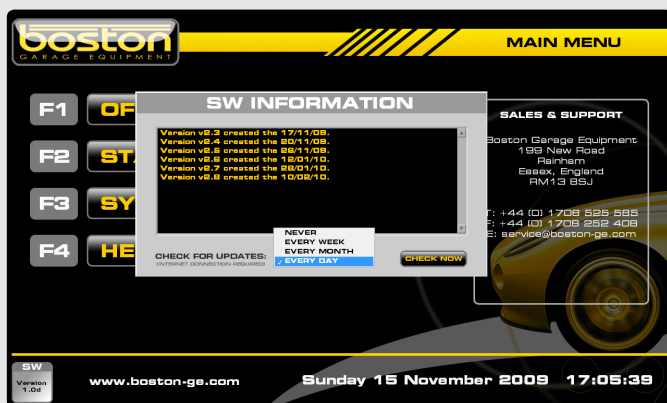 boston
GARAGE EQUIPMENT
MAIN MENU
SW INFORMATION
F1 OF
F2 STA
F3 SY
F4 HE
Version v2.3 created the 17/11/09.
Version v2.4 created the 20/11/09.
Version v2.5 created the 26/11/09.
Version v2.6 created the 12/01/10.
Version v2.7 created the 28/01/10.
Version v2.8 created the 10/02/10.
NEVER
EVERY WEEK
EVERY MONTH
✓ EVERY DAY
CHECK FOR UPDATES:
(INTERNET CONNECTION REQUIRED)
CHECK NOW
SALES & SUPPORT
Boston Garage Equipment
199 New Road
Rainham
Essex, England
RM13 8SJ
T: +44 (0) 1708 525 585
F: +44 (0) 1708 252 408
E: service@boston-ge.com
SW
Version
1.0d
www.boston-ge.com
Sunday 15 November 2009 17:05:39